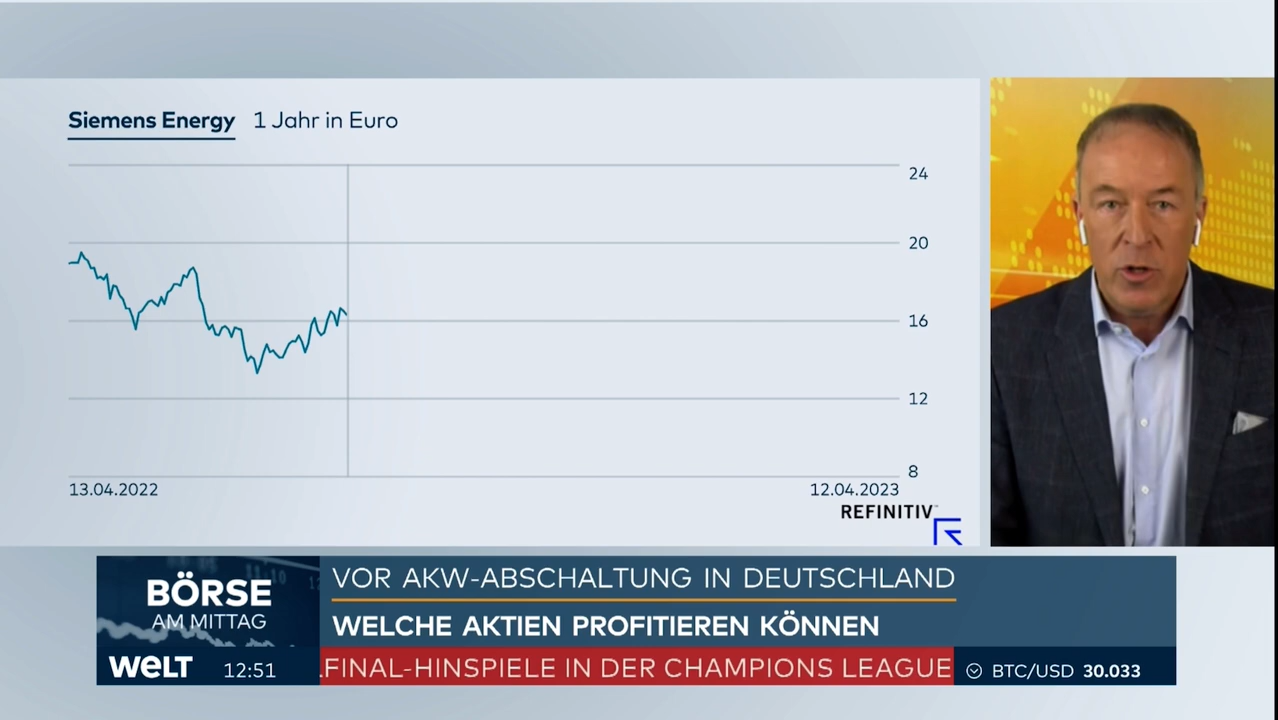 Siemens Energy 1 Jahr in Euro
24
20
16
12
8
13.04.2022 12.04.2023
REFINITIV
BÖRSE
AM MITTAG
VOR AKW-ABSCHALTUNG IN DEUTSCHLAND
WELCHE AKTIEN PROFITIEREN KÖNNEN
welt 12:51 .FINAL-HINSPIELE IN DER CHAMPIONS LEAGUE BTC/USD 30.033